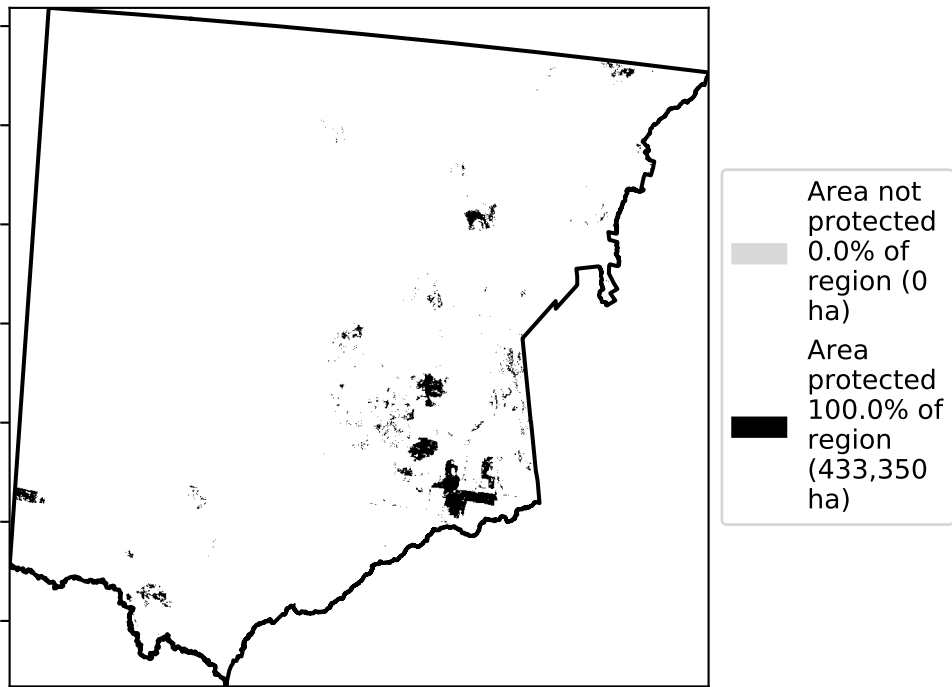 Area not
protected
0.0% of
region (0
ha)
Area
protected
100.0% of
region
(433,350
ha)